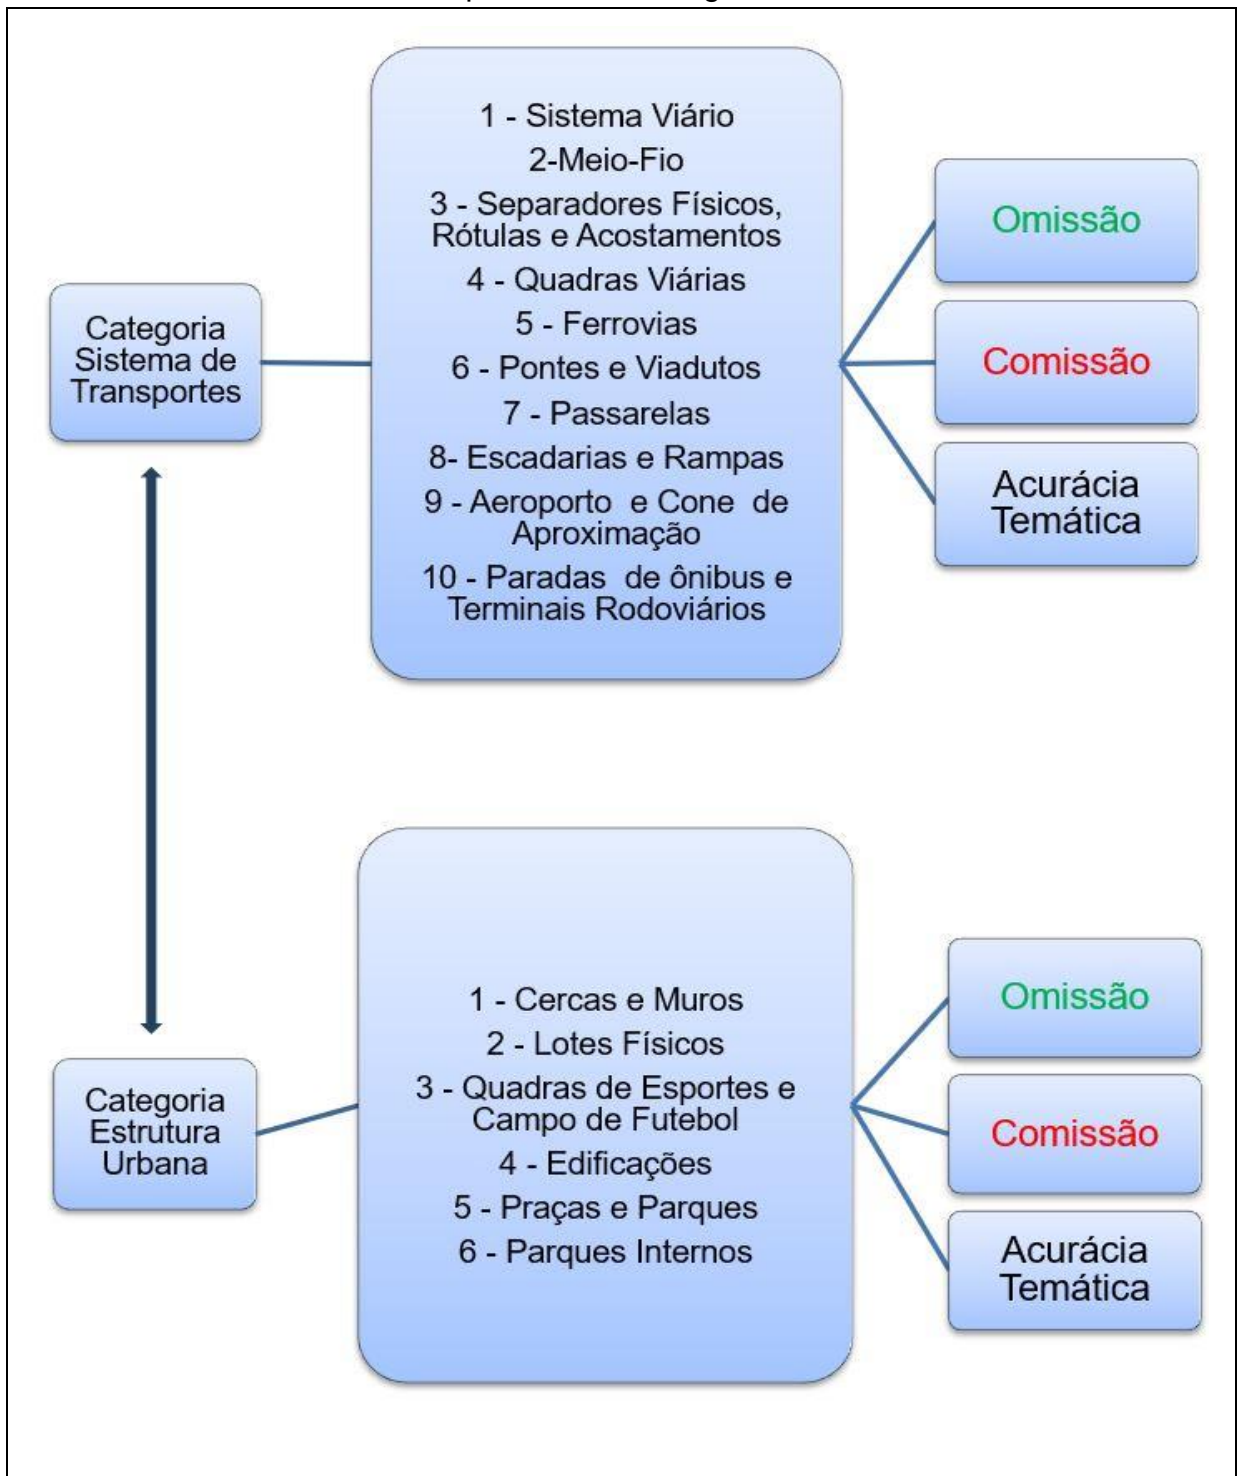 Categoria
Sistema de
Transportes
1 - Sistema Viário
2-Meio-Fio
3 - Separadores Físicos,
Rótulas e Acostamentos
4 - Quadras Viárias
5 - Ferrovias
6 - Pontes e Viadutos
7 - Passarelas
8- Escadarias e Rampas
9 - Aeroporto e Cone de
Aproximação
10 - Paradas de ônibus e
Terminais Rodoviários
Omissão
Comissão
Acurácia
Temática
Categoria
Estrutura
Urbana
1 - Cercas e Muros
2 - Lotes Físicos
3 - Quadras de Esportes e
Campo de Futebol
4 - Edificações
5 - Praças e Parques
6 - Parques Internos
Omissão
Comissão
Acurácia
Temática